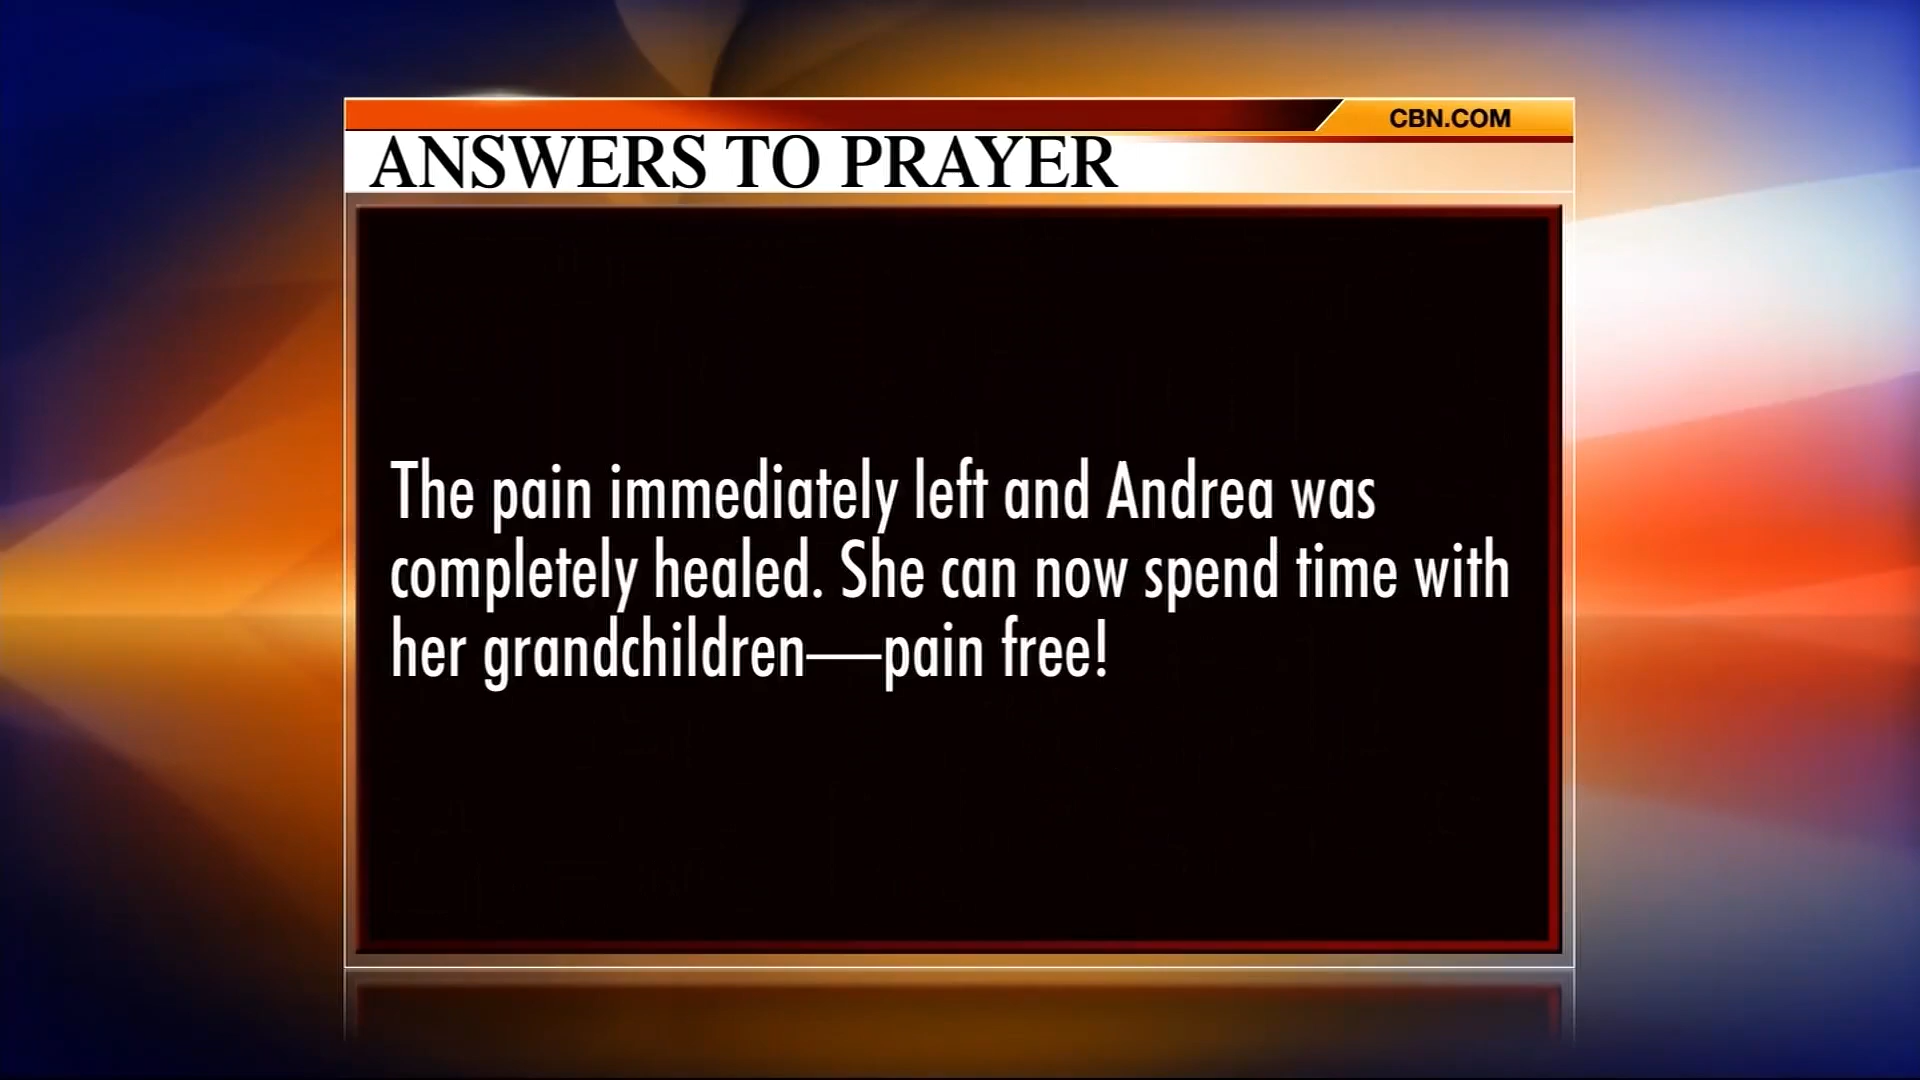 CBN.COM
ANSWERS TO PRAYER
The pain immediately left and Andrea was
completely healed. She can now spend time with
her grandchildren—pain free!